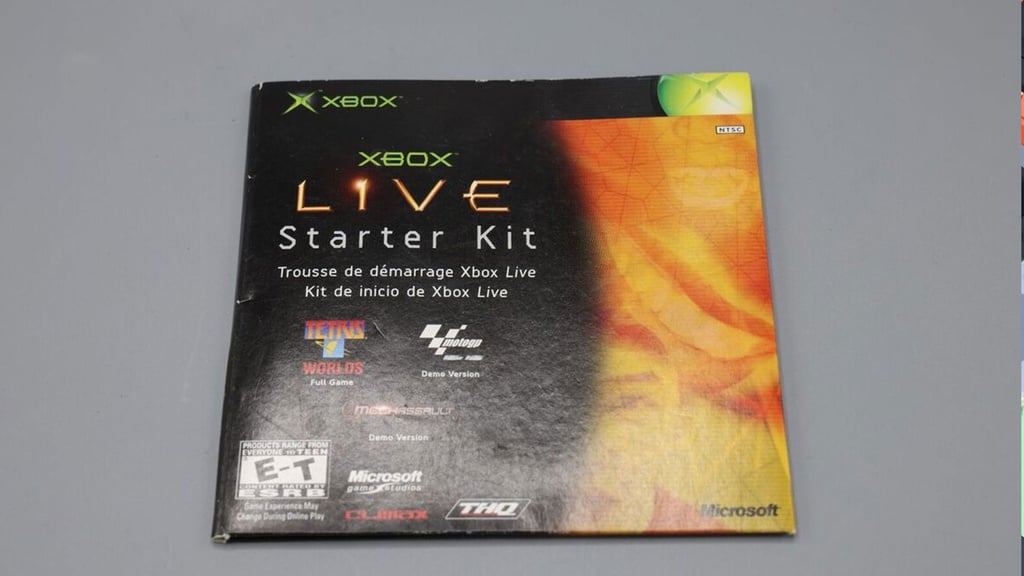 XBOX
NTSC
XBOX
LIVE
Starter Kit
Trousse de démarrage Xbox Live
Kit de inicio de Xbox Live
TETRIS
WORLDS
Full Game
motogp
Demo Version
MECHASSAULT
Demo Version
PRODUCTS RANGE FROM
EVERYONE TO TEEN
E-T
CONTENT RATED BY
ESRB
Game Experience May
Change During Online Play
Microsoft
game studios
CLIMAX
THQ
Microsoft